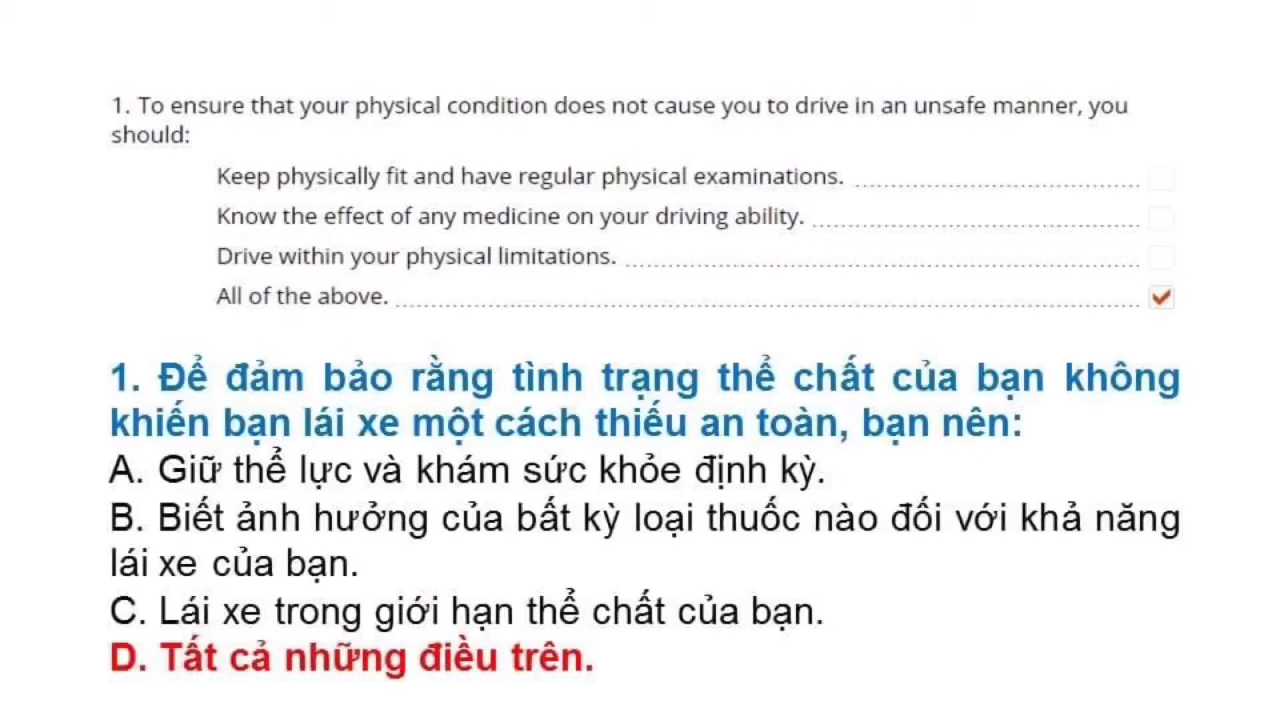 1. To ensure that your physical condition does not cause you to drive in an unsafe manner, you
should:
Keep physically fit and have regular physical examinations.
Know the effect of any medicine on your driving ability.
Drive within your physical limitations.
All of the above.
1. Để đảm bảo rằng tình trạng thể chất của bạn không
khiến bạn lái xe một cách thiếu an toàn, bạn nên:
A. Giữ thể lực và khám sức khỏe định kỳ.
B. Biết ảnh hưởng của bất kỳ loại thuốc nào đối với khả năng
lái xe của bạn.
C. Lái xe trong giới hạn thể chất của bạn.
D. Tất cả những điều trên.